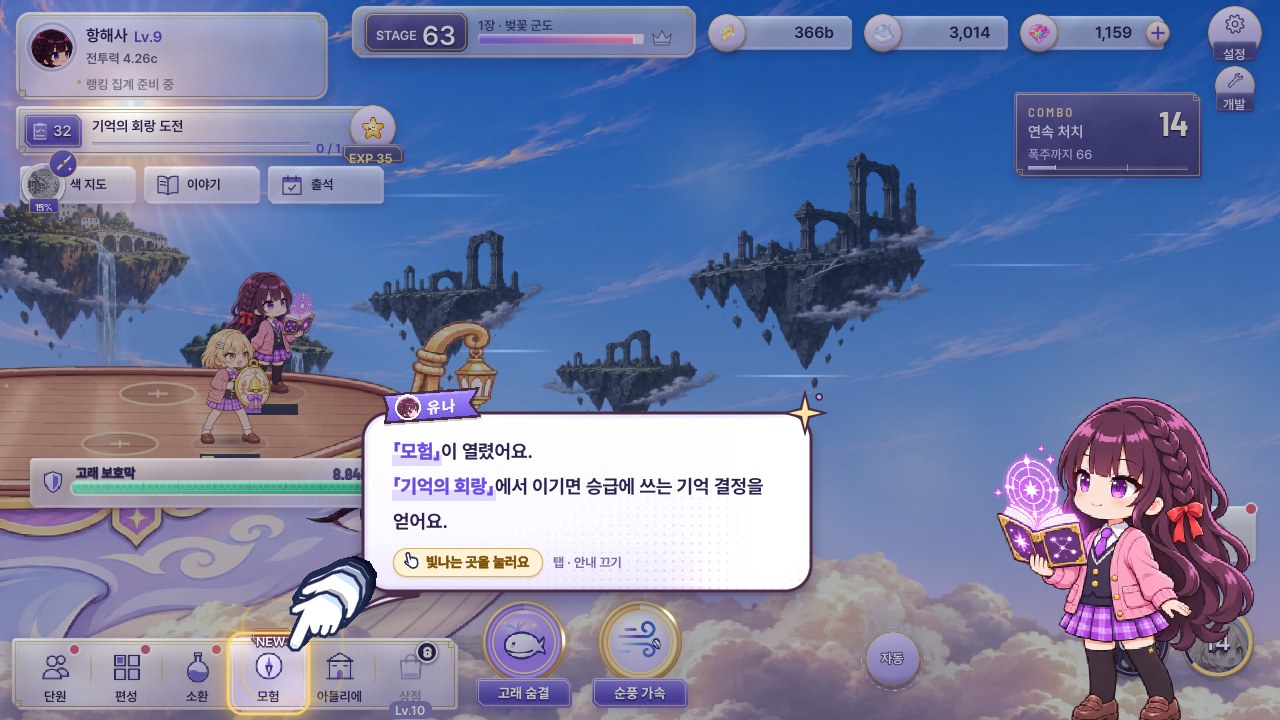 항해사 Lv.9
전투력 4.26c
* 랭킹 집계 준비 중
STAGE 63
1장 · 벚꽃 군도
366b
3,014
1,159
설정
개발
32
기억의 회랑 도전
0 / 1
EXP 35
색 지도
15%
이야기
출석
COMBO
연속 처치
14
폭주까지 66
고래 보호막
8.84
유나
「모험」이 열렸어요.
「기억의 회랑」에서 이기면 승급에 쓰는 기억 결정을
얻어요.
빛나는 곳을 눌러요
탭 · 안내 끄기
단원
편성
소환
NEW
모험
아틀리에
상점
Lv.10
고래 숨결
순풍 가속
자동
14